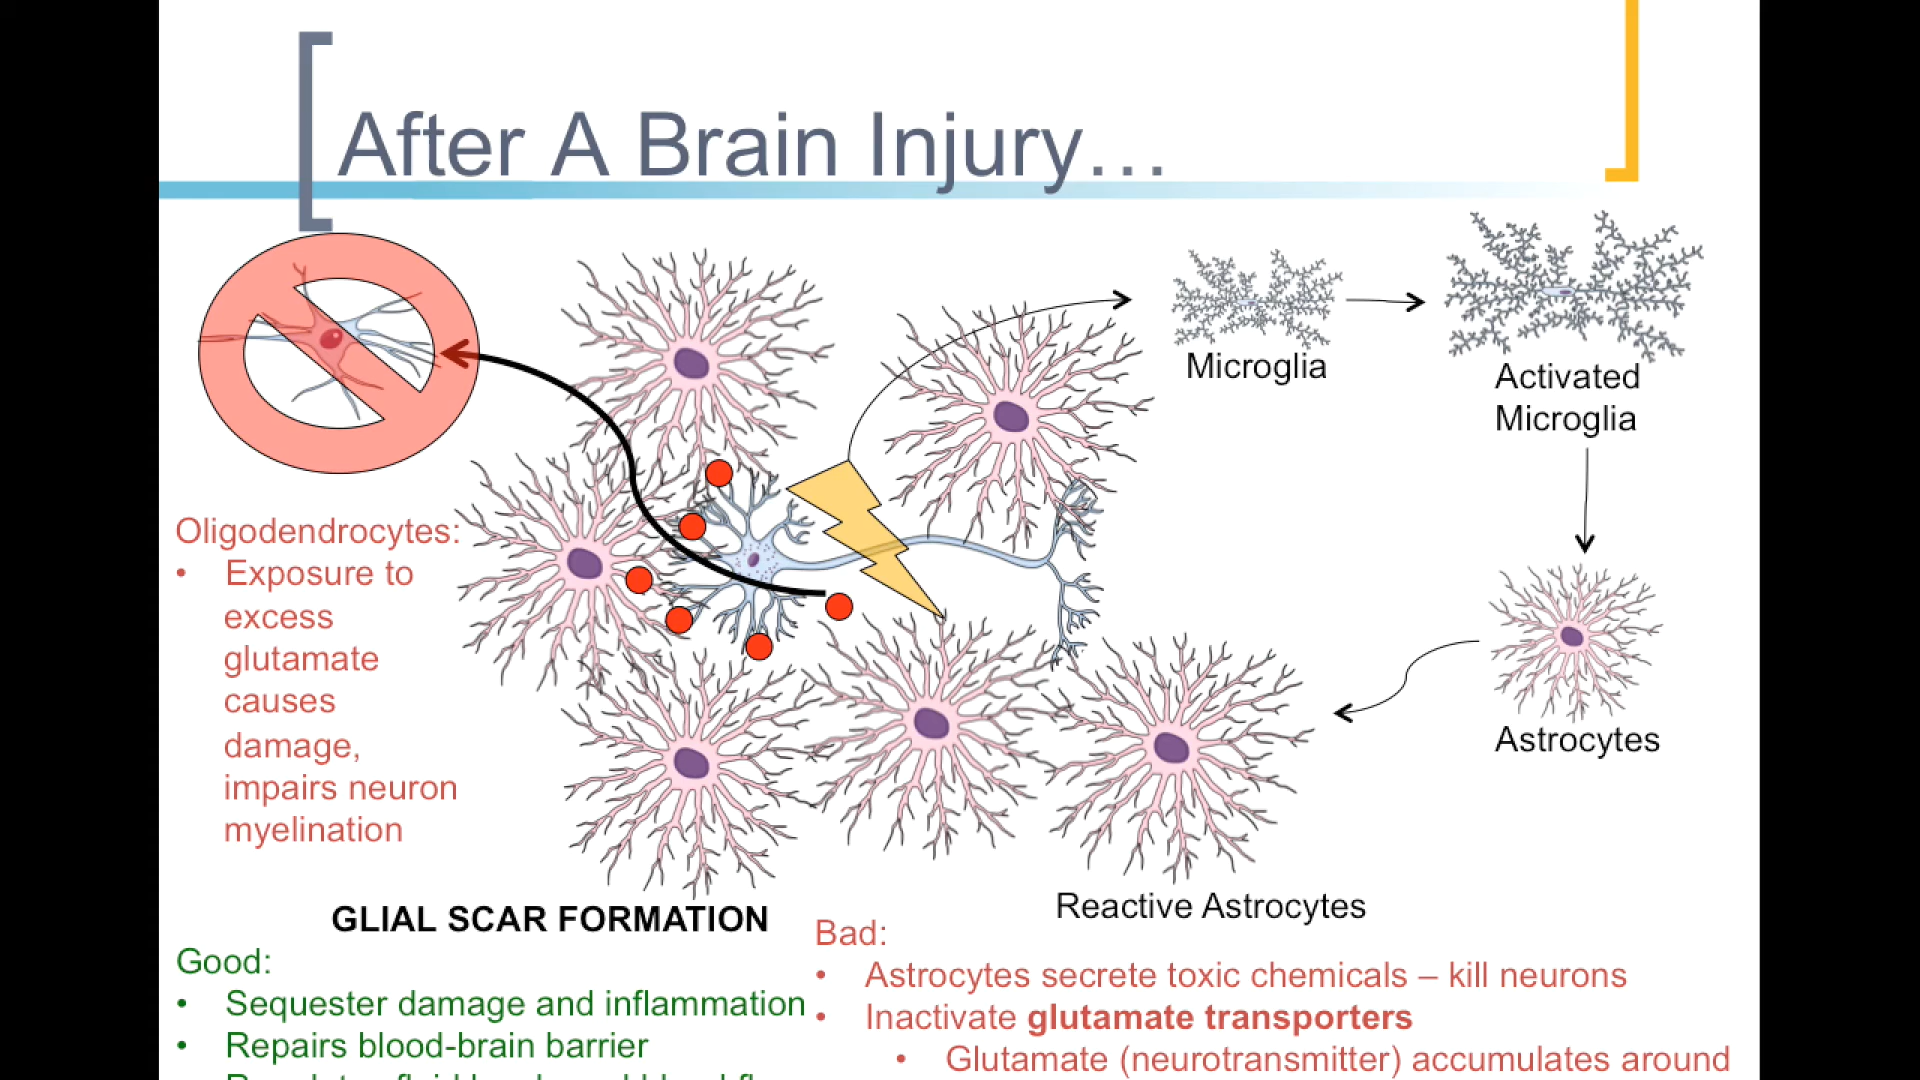 After A Brain Injury…
Microglia
Activated
Microglia
Oligodendrocytes:
• Exposure to
excess
glutamate
causes
damage,
impairs neuron
myelination
Astrocytes
Reactive Astrocytes
GLIAL SCAR FORMATION
Good:
• Sequester damage and inflammation
• Repairs blood-brain barrier
Bad:
• Astrocytes secrete toxic chemicals – kill neurons
• Inactivate glutamate transporters
• Glutamate (neurotransmitter) accumulates around